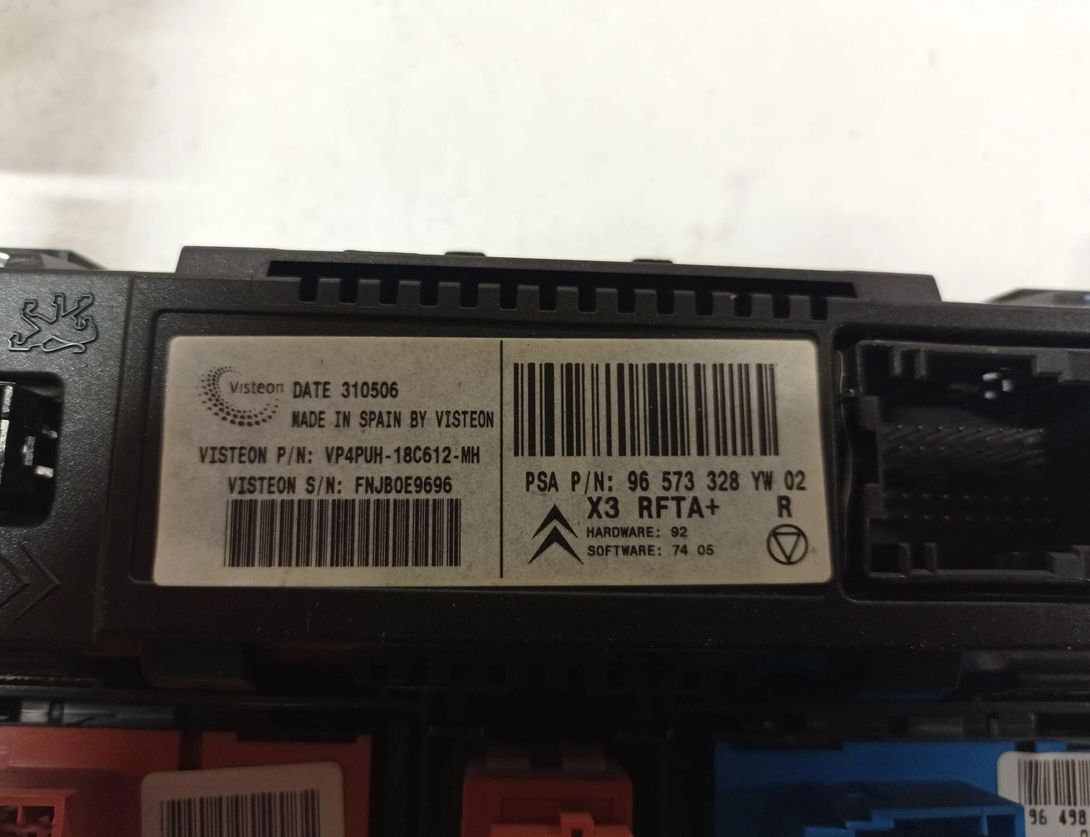 Visteon DATE 310506
MADE IN SPAIN BY VISTEON
VISTEON P/N: VP4PUH-18C612-MH
VISTEON S/N: FNJB0E9696
PSA P/N: 96 573 328 YW 02
X3 RFTA+ R
HARDWARE: 92
SOFTWARE: 74 05
96 498